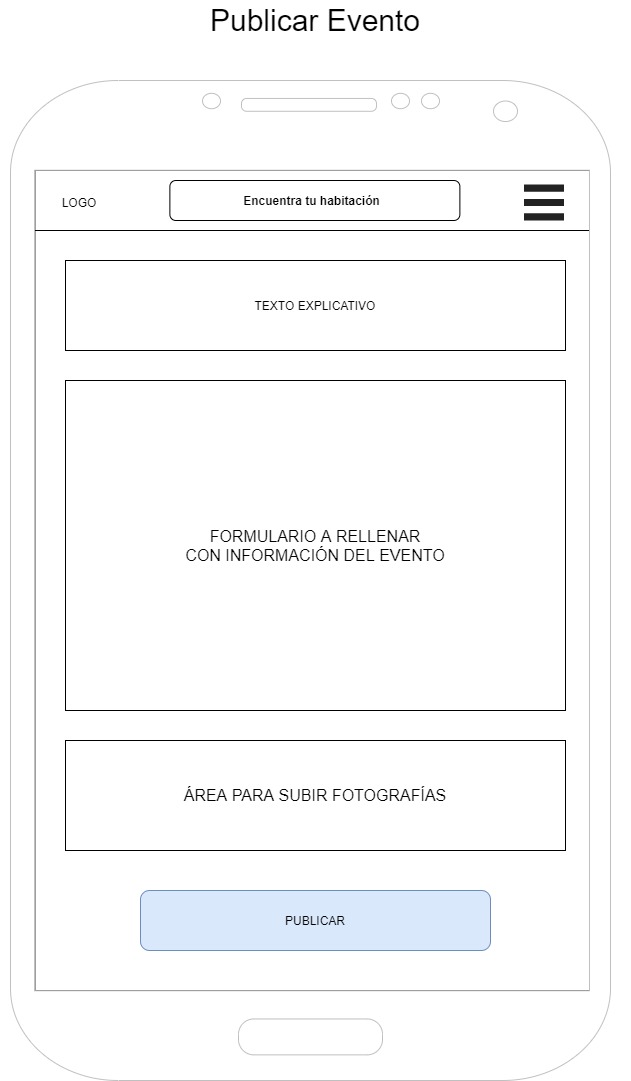 Publicar Evento
LOGO
Encuentra tu habitación
TEXTO EXPLICATIVO
FORMULARIO A RELLENAR
CON INFORMACIÓN DEL EVENTO
ÁREA PARA SUBIR FOTOGRAFÍAS
PUBLICAR